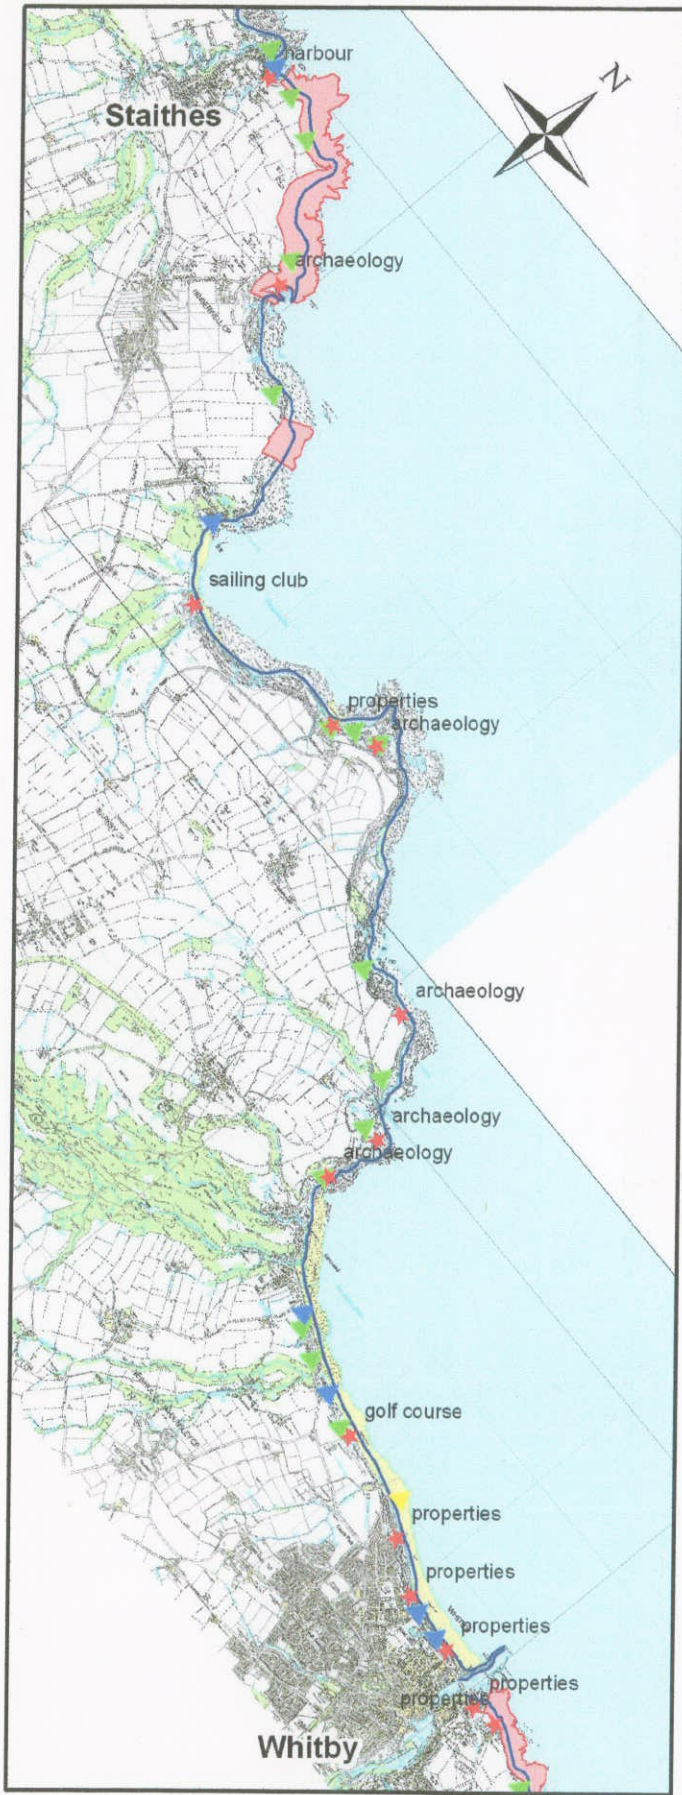 harbour
N
Staithes
archaeology
sailing club
properties
archaeology
archaeology
archaeology
archaeology
golf course
properties
properties
properties
properties
properties
Whitby